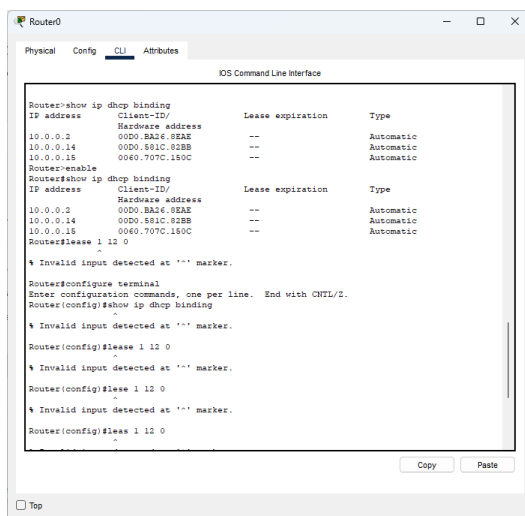 Router0
Physical Config CLI Attributes
IOS Command Line Interface
Router>show ip dhcp binding
IP address Client-ID/ Lease expiration Type
Hardware address
10.0.0.2 00D0.BA26.8EAE -- Automatic
10.0.0.14 00D0.581C.82BB -- Automatic
10.0.0.15 0060.707C.150C -- Automatic
Router>enable
Router#show ip dhcp binding
IP address Client-ID/ Lease expiration Type
Hardware address
10.0.0.2 00D0.BA26.8EAE -- Automatic
10.0.0.14 00D0.581C.82BB -- Automatic
10.0.0.15 0060.707C.150C -- Automatic
Router#lease 1 12 0
^
% Invalid input detected at '^' marker.
Router#configure terminal
Enter configuration commands, one per line. End with CNTL/Z.
Router(config)#show ip dhcp binding
^
% Invalid input detected at '^' marker.
Router(config)#lease 1 12 0
^
% Invalid input detected at '^' marker.
Router(config)#lese 1 12 0
^
% Invalid input detected at '^' marker.
Router(config)#leas 1 12 0
^
Copy Paste
Top